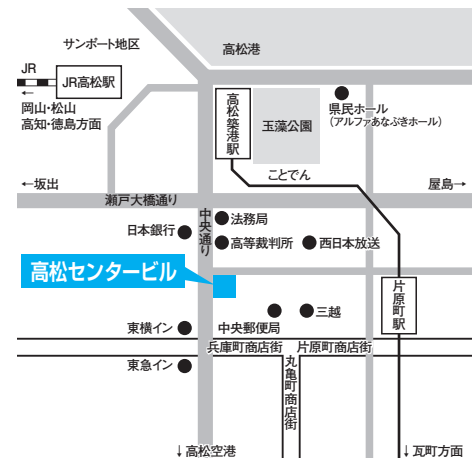 サンポート地区
高松港
JR
JR高松駅
←
岡山・松山
高知・徳島方面
高松築港駅
玉藻公園
県民ホール
(アルファあなぶきホール)
ことでん
←坂出
屋島→
瀬戸大橋通り
中央通り
法務局
日本銀行
高等裁判所
西日本放送
高松センタービル
片原町駅
三越
東横イン
中央郵便局
兵庫町商店街
片原町商店街
東急イン
丸亀町商店街
↓高松空港
↓瓦町方面